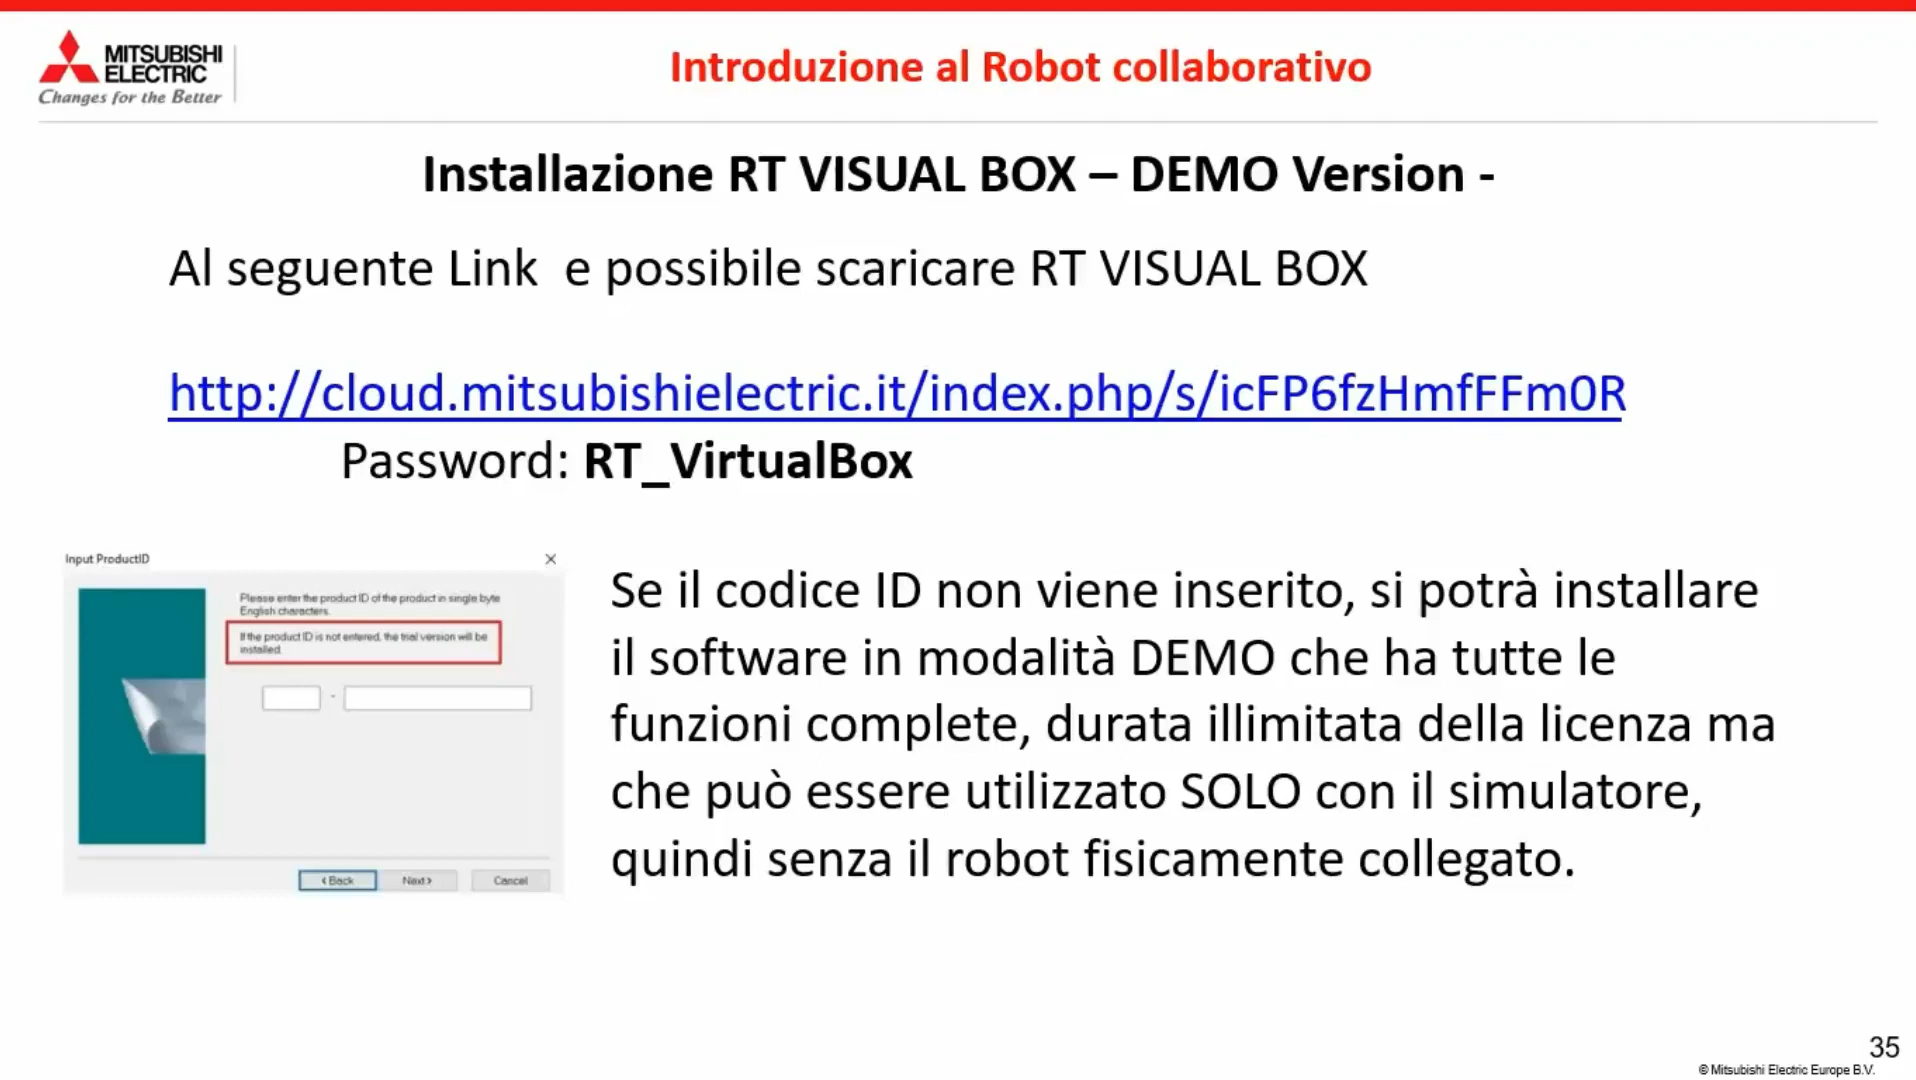 MITSUBISHI
ELECTRIC
Changes for the Better
Introduzione al Robot collaborativo
Installazione RT VISUAL BOX – DEMO Version -
Al seguente Link  e possibile scaricare RT VISUAL BOX
http://cloud.mitsubishielectric.it/index.php/s/icFP6fzHmfFFm0R
Password: RT_VirtualBox
Input ProductID
Please enter the product ID of the product in single byte
English characters.
If the product ID is not entered, the trial version will be
installed.
-
< Back
Next >
Cancel
Se il codice ID non viene inserito, si potrà installare
il software in modalità DEMO che ha tutte le
funzioni complete, durata illimitata della licenza ma
che può essere utilizzato SOLO con il simulatore,
quindi senza il robot fisicamente collegato.
35
© Mitsubishi Electric Europe B.V.